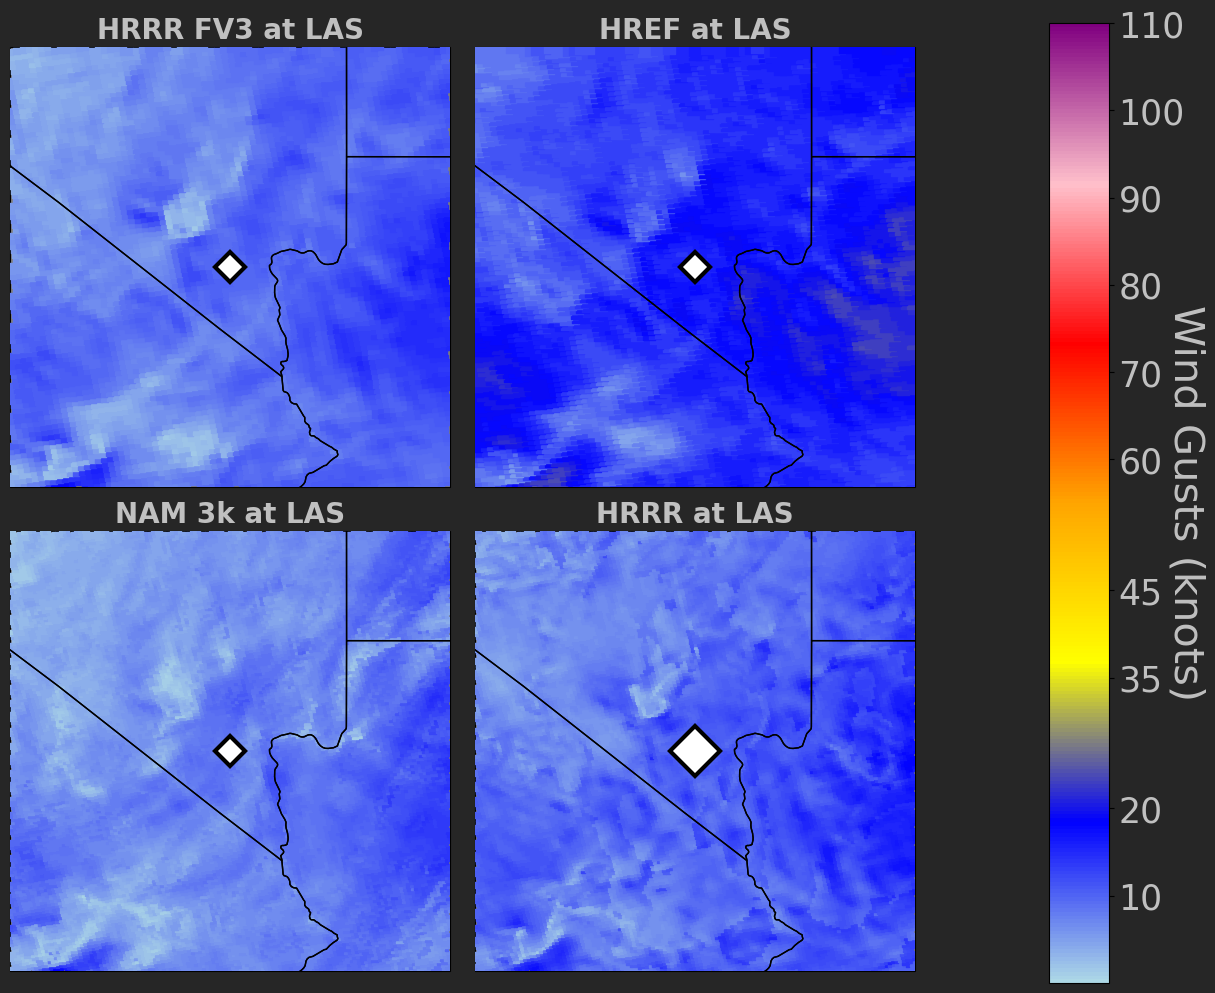 HRRR FV3 at LAS
HREF at LAS
NAM 3k at LAS
HRRR at LAS
110
100
90
80
70
60
45
35
20
10
Wind Gusts (knots)